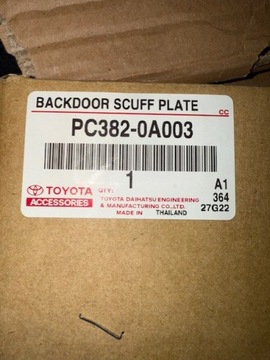 BACKDOOR SCUFF PLATE
CC
PC382-0A003
1
A1
TOYOTA
QTY:
364
ACCESSORIES
TOYOTA DAIHATSU ENGINEERING
& MANUFACTURING CO.,LTD.
27G22
MADE IN THAILAND